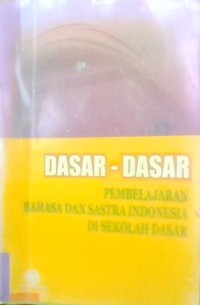 DASAR - DASAR
PEMBELAJARAN
BAHASA DAN SASTRA INDONESIA
DI SEKOLAH DASAR